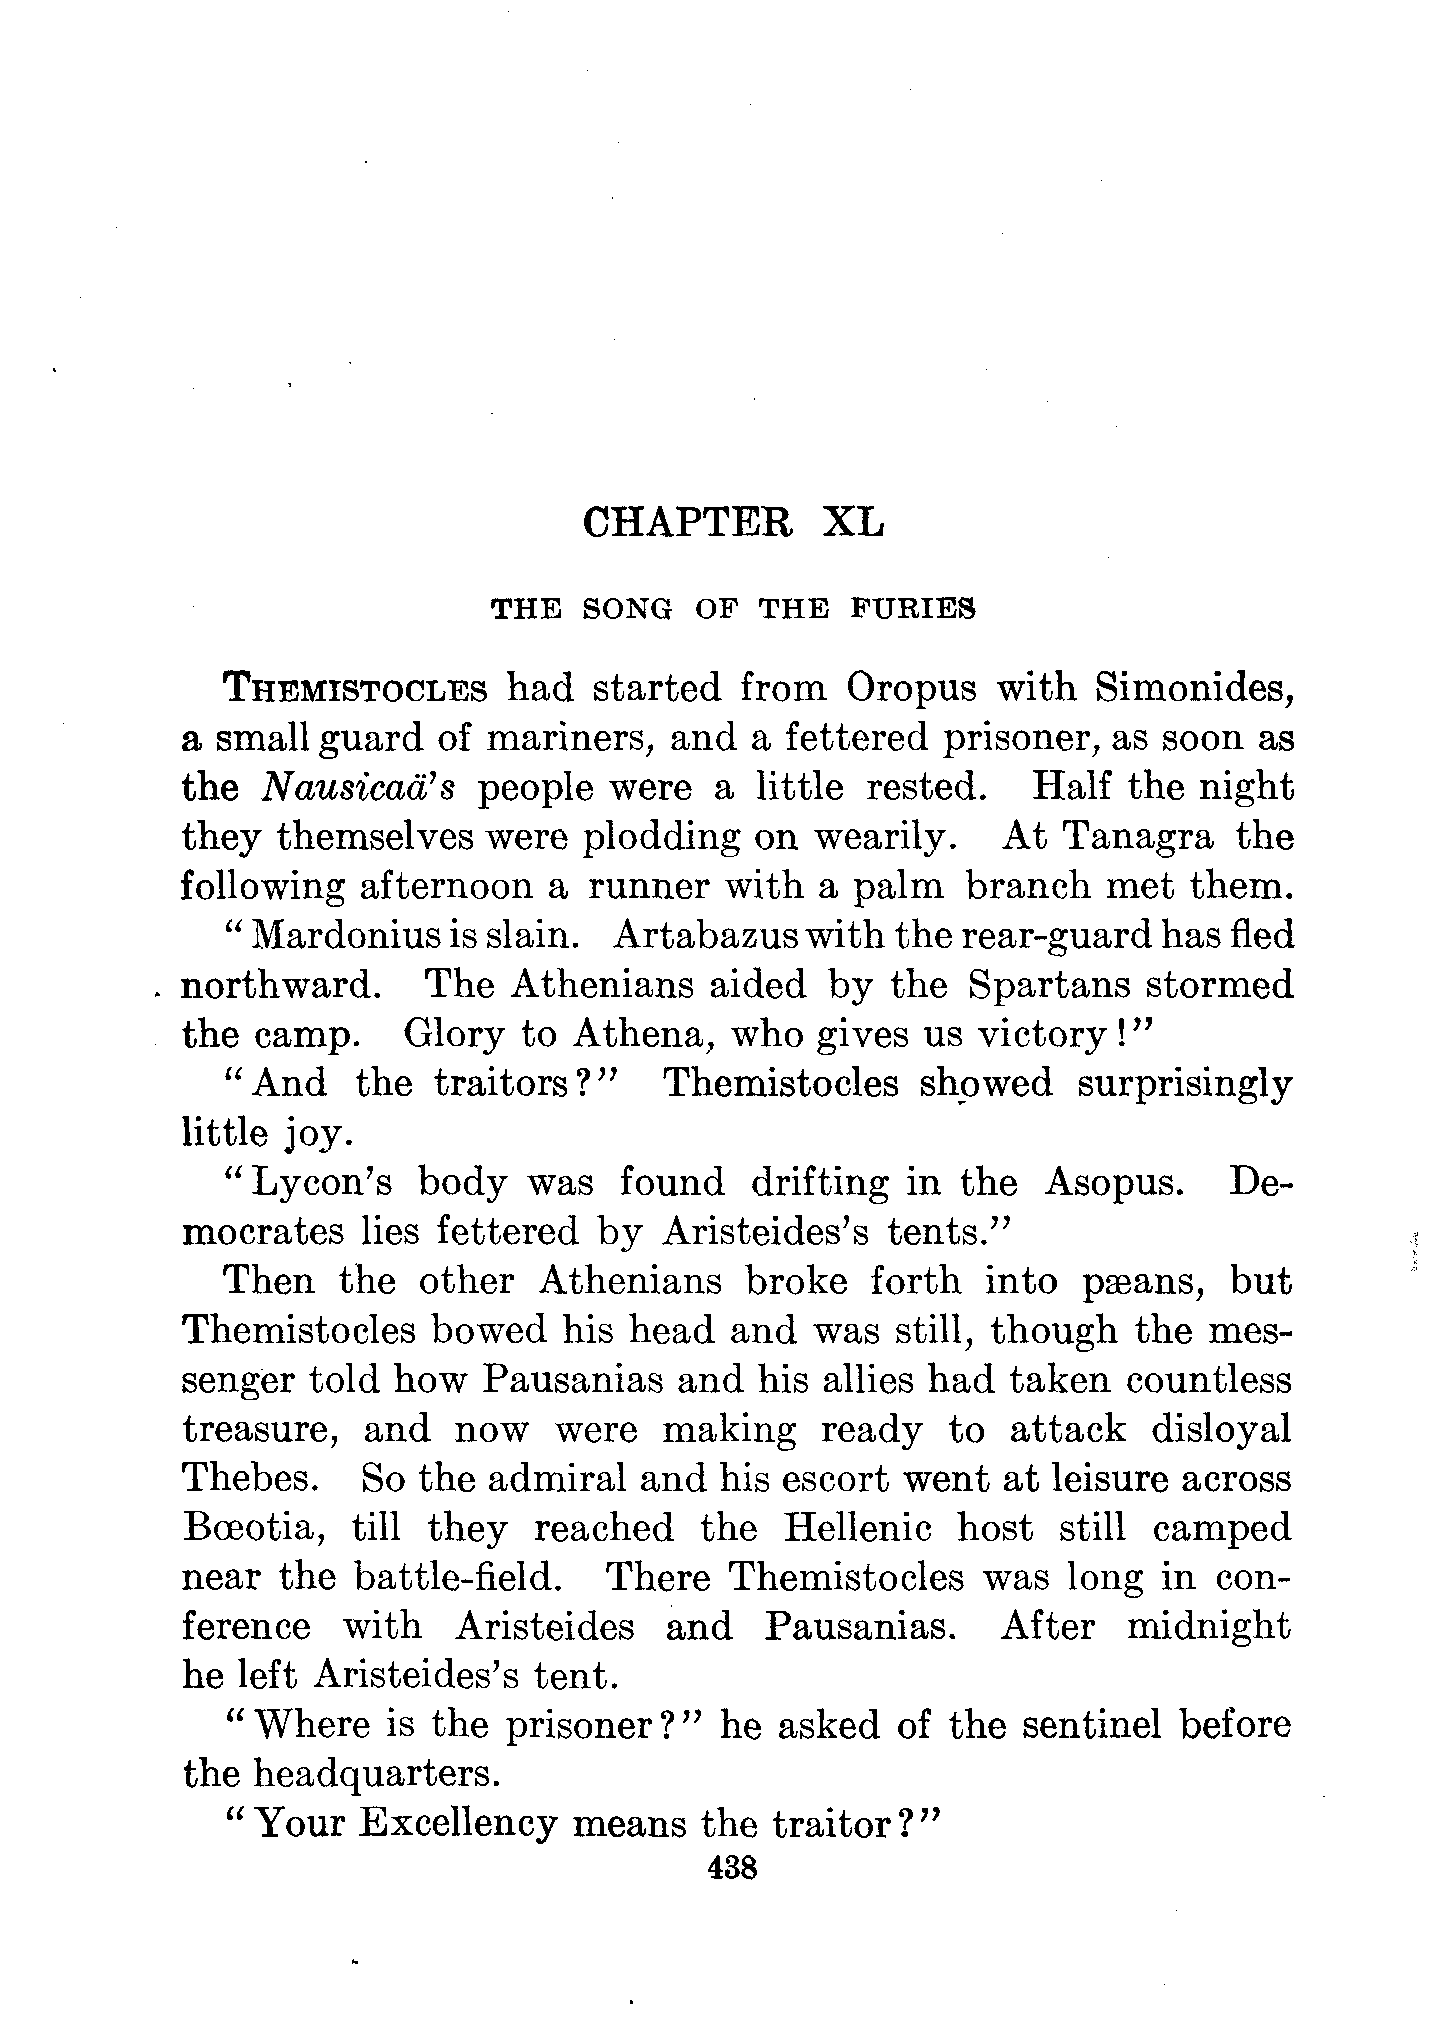 CHAPTER XL
THE SONG OF THE FURIES
THEMISTOCLES had started from Oropus with Simonides,
a small guard of mariners, and a fettered prisoner, as soon as
the Nausicaä's people were a little rested. Half the night
they themselves were plodding on wearily. At Tanagra the
following afternoon a runner with a palm branch met them.
"Mardonius is slain. Artabazus with the rear-guard has fled
northward. The Athenians aided by the Spartans stormed
the camp. Glory to Athena, who gives us victory!"
"And the traitors?" Themistocles showed surprisingly
little joy.
"Lycon's body was found drifting in the Asopus. De-
mocrates lies fettered by Aristeides's tents."
Then the other Athenians broke forth into pæans, but
Themistocles bowed his head and was still, though the mes-
senger told how Pausanias and his allies had taken countless
treasure, and now were making ready to attack disloyal
Thebes. So the admiral and his escort went at leisure across
Bœotia, till they reached the Hellenic host still camped
near the battle-field. There Themistocles was long in con-
ference with Aristeides and Pausanias. After midnight
he left Aristeides's tent.
"Where is the prisoner?" he asked of the sentinel before
the headquarters.
"Your Excellency means the traitor?"
438